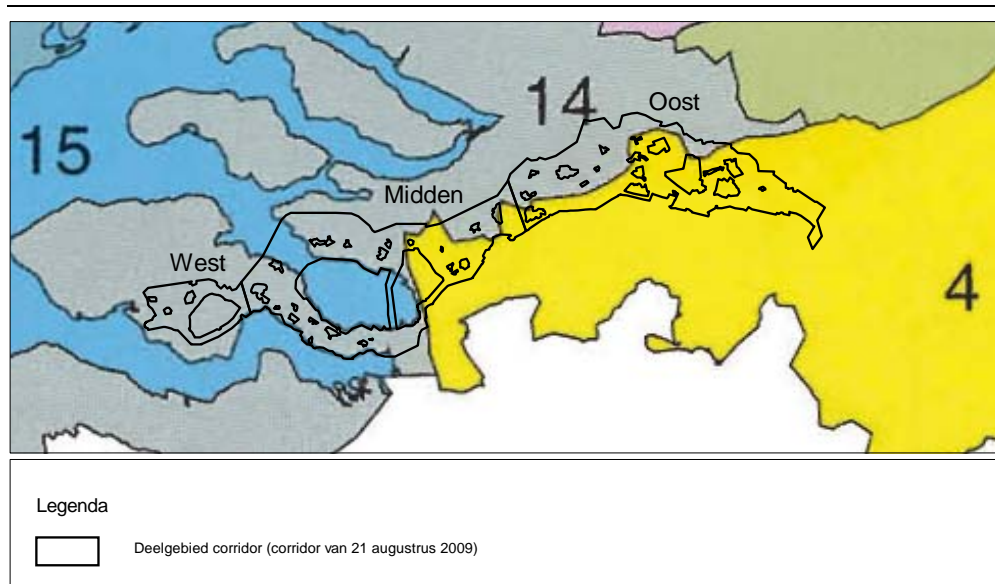 14
Oost
15
Midden
West
4
Legenda
Deelgebied corridor (corridor van 21 augustrus 2009)